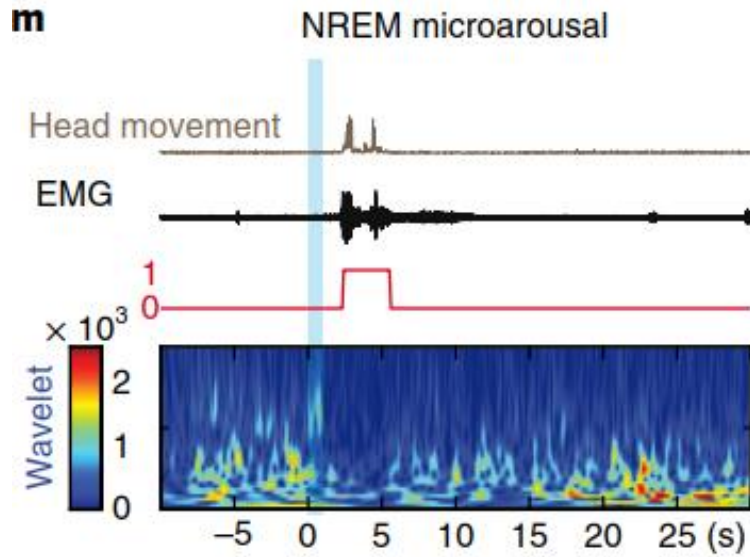 m
NREM microarousal
Head movement
EMG
1
0
× 10³
Wavelet
2
1
0
–5 0 5 10 15 20 25 (s)